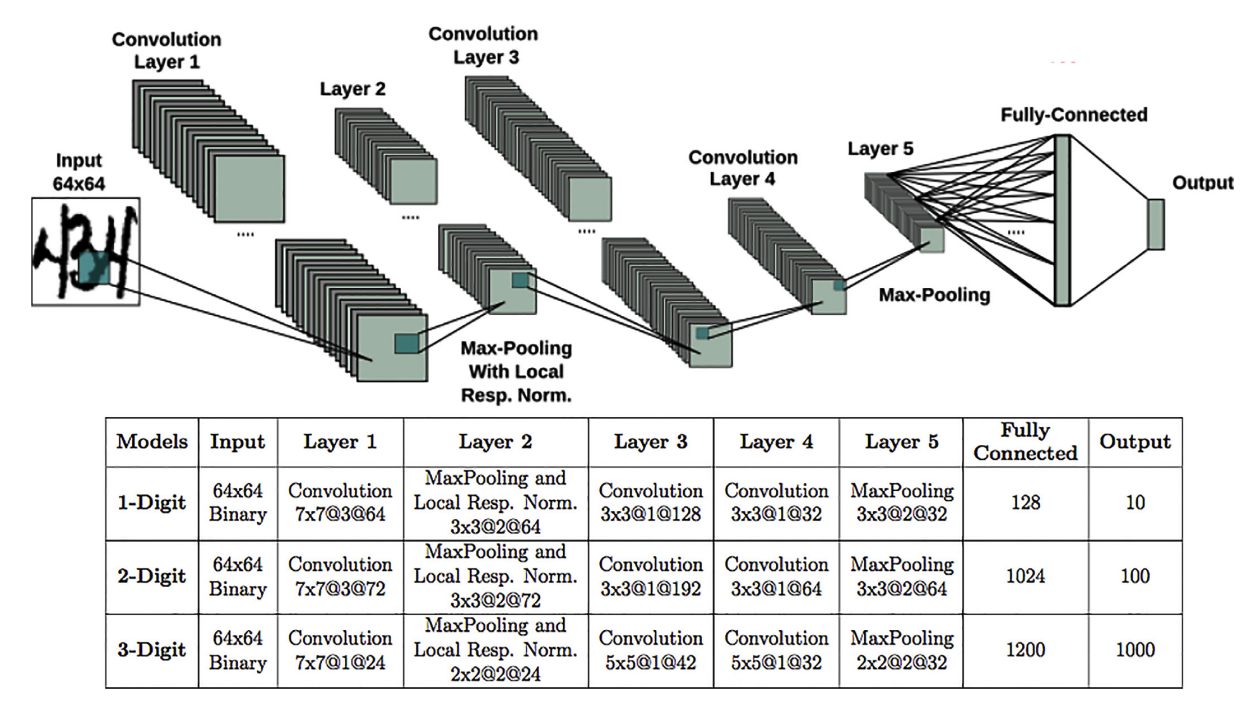 Convolution
Layer 1
Layer 2
Convolution
Layer 3
Input
64x64
434
....
....
....
Convolution
Layer 4
Layer 5
Fully-Connected
....
Output
Max-Pooling
With Local
Resp. Norm.
Max-Pooling
Models Input Layer 1 Layer 2 Layer 3 Layer 4 Layer 5 Fully Connected Output
1-Digit 64x64 Binary Convolution 7x7@3@64 MaxPooling and Local Resp. Norm. 3x3@2@64 Convolution 3x3@1@128 Convolution 3x3@1@32 MaxPooling 3x3@2@32 128 10
2-Digit 64x64 Binary Convolution 7x7@3@72 MaxPooling and Local Resp. Norm. 3x3@2@72 Convolution 3x3@1@192 Convolution 3x3@1@64 MaxPooling 3x3@2@64 1024 100
3-Digit 64x64 Binary Convolution 7x7@1@24 MaxPooling and Local Resp. Norm. 2x2@2@24 Convolution 5x5@1@42 Convolution 5x5@1@32 MaxPooling 2x2@2@32 1200 1000